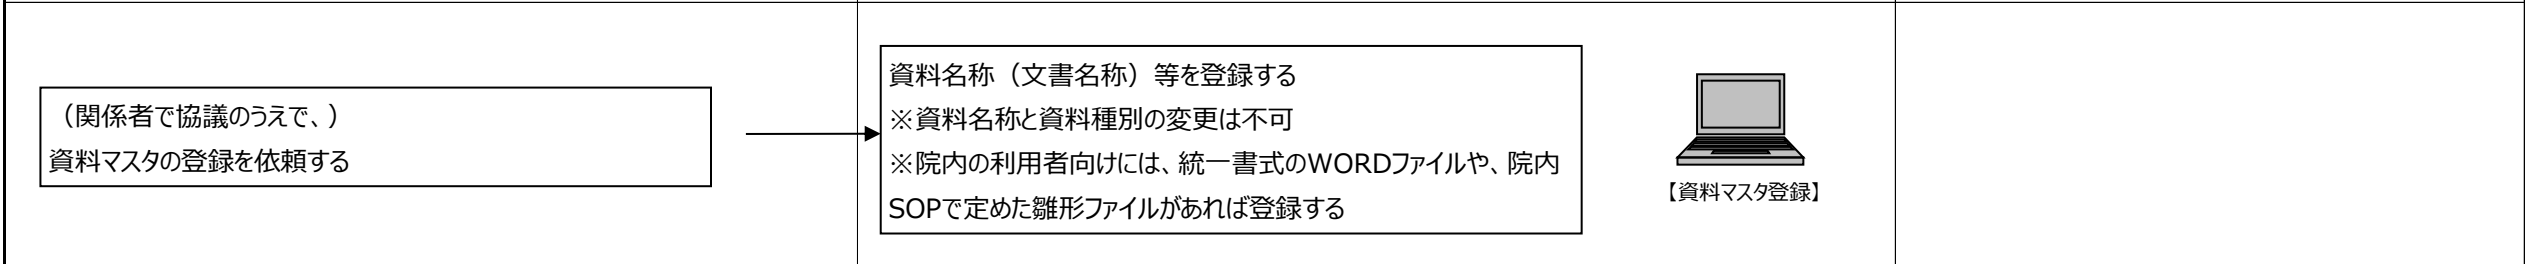 （関係者で協議のうえで、）
資料マスタの登録を依頼する
資料名称（文書名称）等を登録する
※資料名称と資料種別の変更は不可
※院内の利用者向けには、統一書式のWORDファイルや、院内
SOPで定めた雛形ファイルがあれば登録する
【資料マスタ登録】